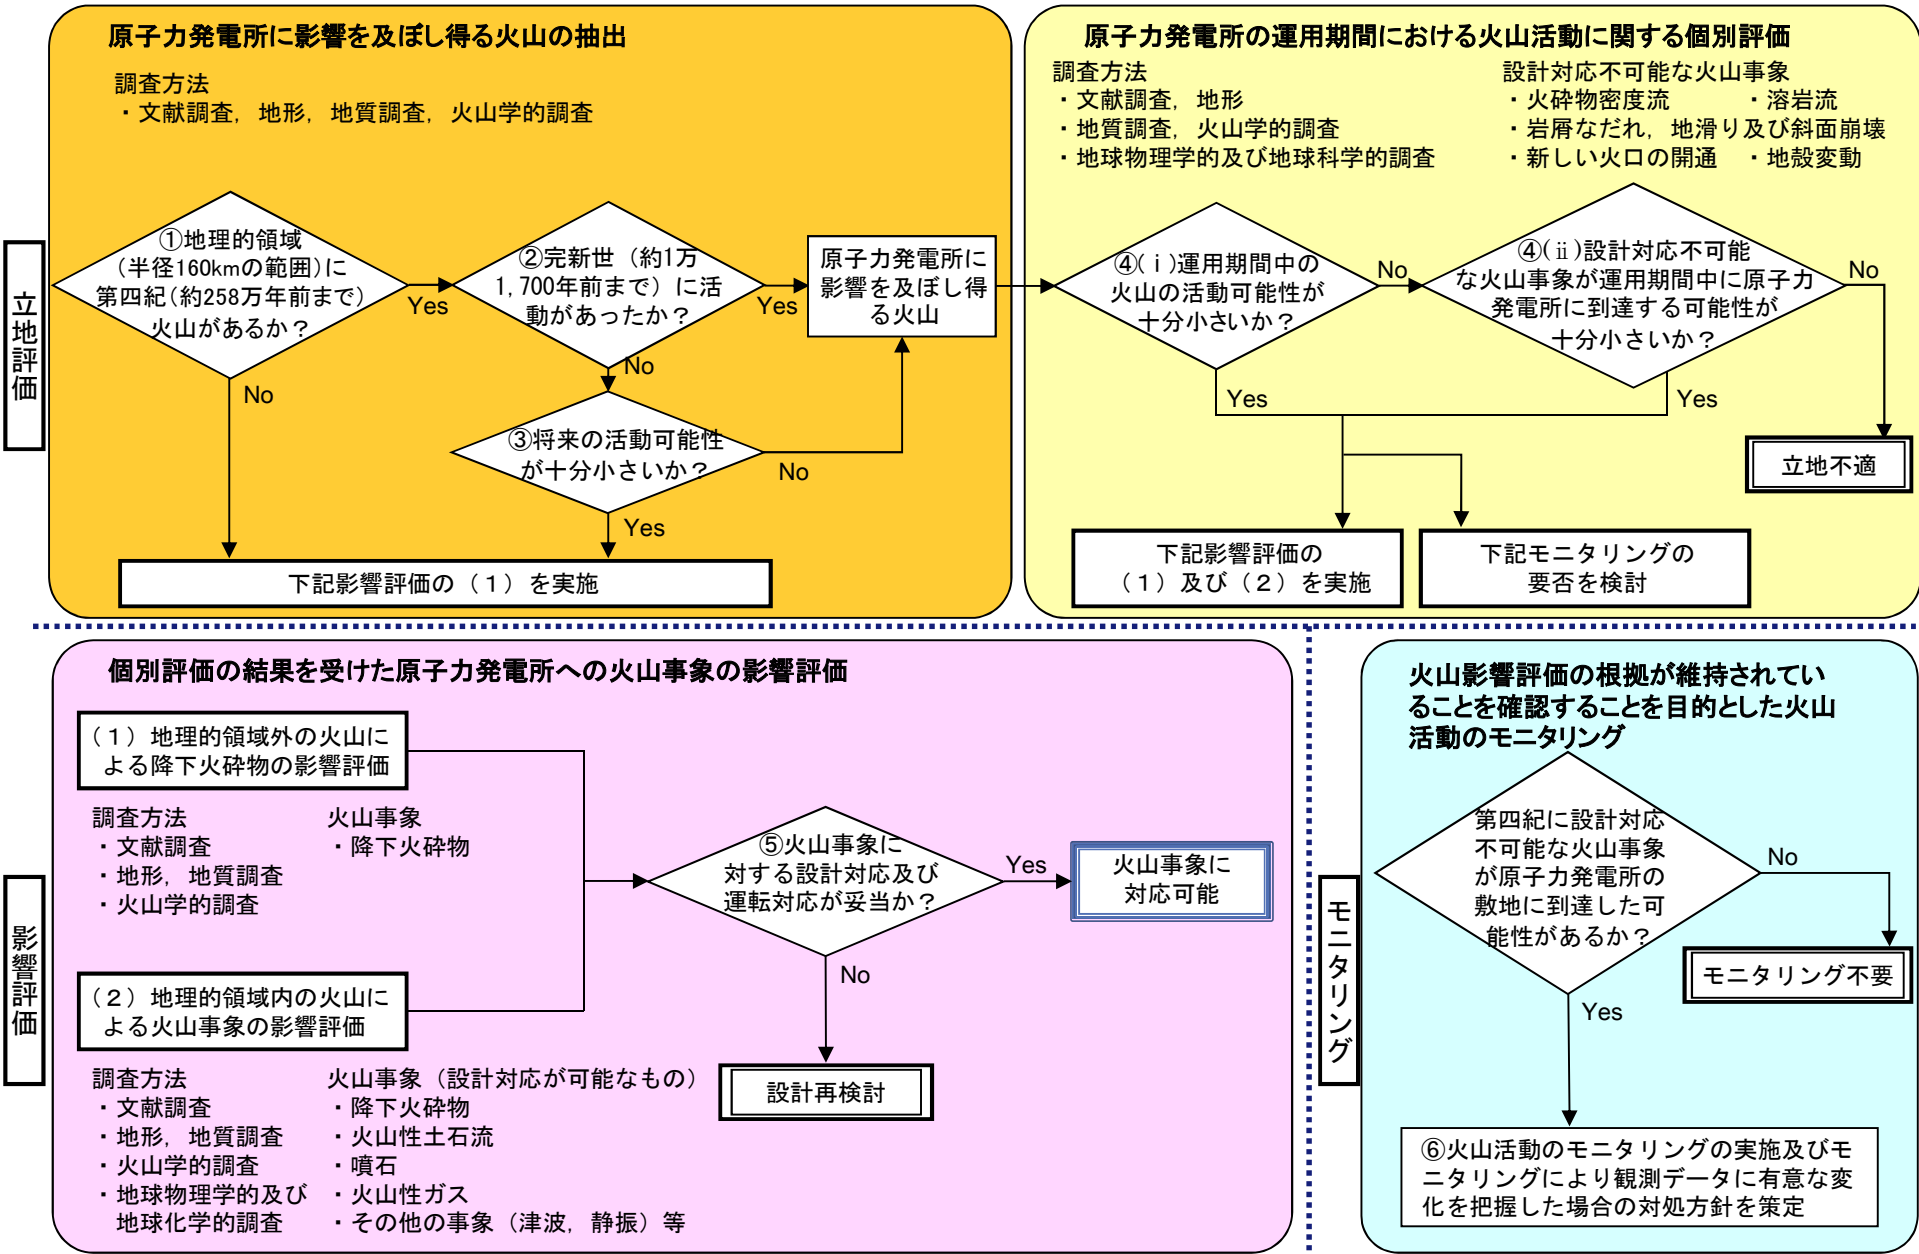 原子力発電所に影響を及ぼし得る火山の抽出
調査方法
・文献調査，地形，地質調査，火山学的調査
立地評価
①地理的領域
（半径160kmの範囲）に
第四紀（約258万年前まで）
火山があるか？
Yes
No
②完新世（約1万
1,700年前まで）に活
動があったか？
Yes
No
原子力発電所に
影響を及ぼし得
る火山
③将来の活動可能性
が十分小さいか？
No
Yes
下記影響評価の（１）を実施
原子力発電所の運用期間における火山活動に関する個別評価
調査方法
・文献調査，地形
・地質調査，火山学的調査
・地球物理学的及び地球科学的調査
設計対応不可能な火山事象
・火砕物密度流　・溶岩流
・岩屑なだれ，地滑り及び斜面崩壊
・新しい火口の開通　・地殻変動
④(ⅰ)運用期間中の
火山の活動可能性が
十分小さいか？
No
Yes
④(ⅱ)設計対応不可能
な火山事象が運用期間中に原子力
発電所に到達する可能性が
十分小さいか？
No
Yes
立地不適
下記影響評価の
（１）及び（２）を実施
下記モニタリングの
要否を検討
個別評価の結果を受けた原子力発電所への火山事象の影響評価
影響評価
（１）地理的領域外の火山に
よる降下火砕物の影響評価
調査方法
・文献調査
・地形，地質調査
・火山学的調査
火山事象
・降下火砕物
（２）地理的領域内の火山に
よる火山事象の影響評価
調査方法
・文献調査
・地形，地質調査
・火山学的調査
・地球物理学的及び
地球化学的調査
火山事象（設計対応が可能なもの）
・降下火砕物
・火山性土石流
・噴石
・火山性ガス
・その他の事象（津波，静振）等
⑤火山事象に
対する設計対応及び
運転対応が妥当か？
Yes
No
火山事象に
対応可能
設計再検討
火山影響評価の根拠が維持されてい
ることを確認することを目的とした火山
活動のモニタリング
モニタリング
第四紀に設計対応
不可能な火山事象
が原子力発電所の
敷地に到達した可
能性があるか？
No
Yes
モニタリング不要
⑥火山活動のモニタリングの実施及びモ
ニタリングにより観測データに有意な変
化を把握した場合の対処方針を策定